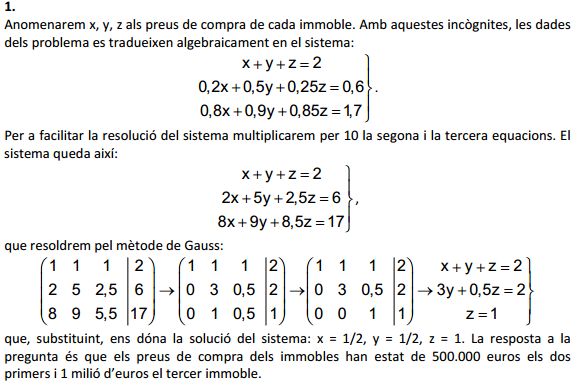 1.
Anomenarem x, y, z als preus de compra de cada immoble. Amb aquestes incògnites, les dades
dels problema es tradueixen algebraicament en el sistema:
x + y + z = 2
0,2x + 0,5y + 0,25z = 0,6 } .
0,8x + 0,9y + 0,85z = 1,7
Per a facilitar la resolució del sistema multiplicarem per 10 la segona i la tercera equacions. El
sistema queda així:
x + y + z = 2
2x + 5y + 2,5z = 6 } ,
8x + 9y + 8,5z = 17
que resoldrem pel mètode de Gauss:
( 1 1 1 | 2 ) ( 1 1 1 | 2 ) ( 1 1 1 | 2 ) x + y + z = 2
( 2 5 2,5 | 6 ) → ( 0 3 0,5 | 2 ) → ( 0 3 0,5 | 2 ) → 3y + 0,5z = 2 }
( 8 9 5,5 | 17 ) ( 0 1 0,5 | 1 ) ( 0 0 1 | 1 ) z = 1
que, substituint, ens dóna la solució del sistema: x = 1/2, y = 1/2, z = 1. La resposta a la
pregunta és que els preus de compra dels immobles han estat de 500.000 euros els dos
primers i 1 milió d'euros el tercer immoble.